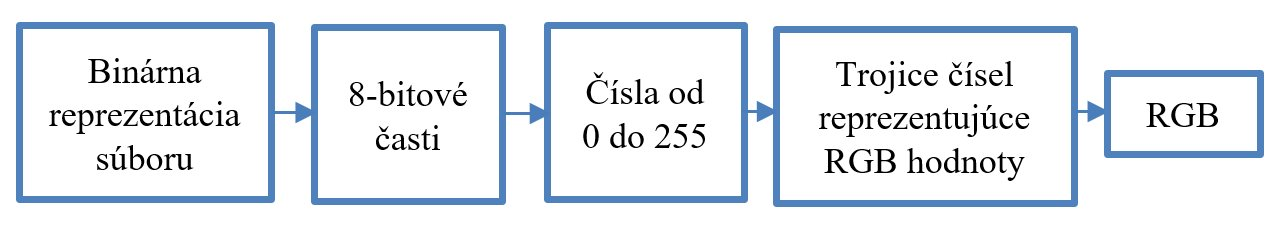 Binárna
reprezentácia
súboru
8-bitové
časti
Čísla od
0 do 255
Trojice čísel
reprezentujúce
RGB hodnoty
RGB